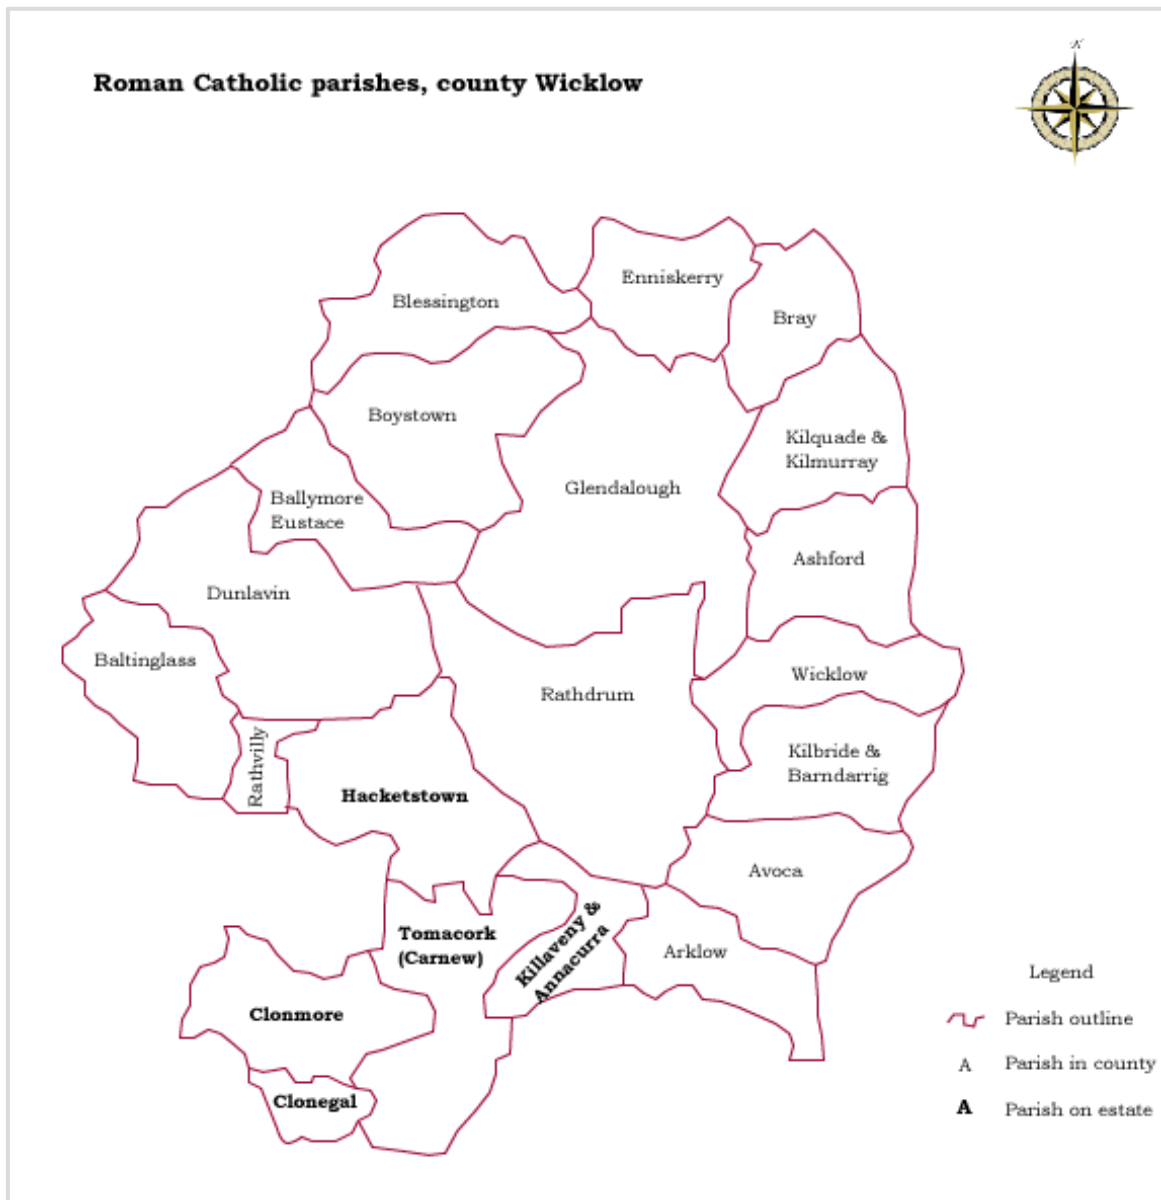 Roman Catholic parishes, county Wicklow
N
Enniskerry
Blessington
Bray
Boystown
Kilquade &
Kilmurray
Glendalough
Ballymore
Eustace
Ashford
Dunlavin
Baltinglass
Wicklow
Rathdrum
Rathvilly
Kilbride &
Barndarrig
Hacketstown
Avoca
Tomacork
(Carnew)
Killaveny &
Annacurra
Arklow
Clonmore
Clonegal
Legend
Parish outline
A Parish in county
A Parish on estate